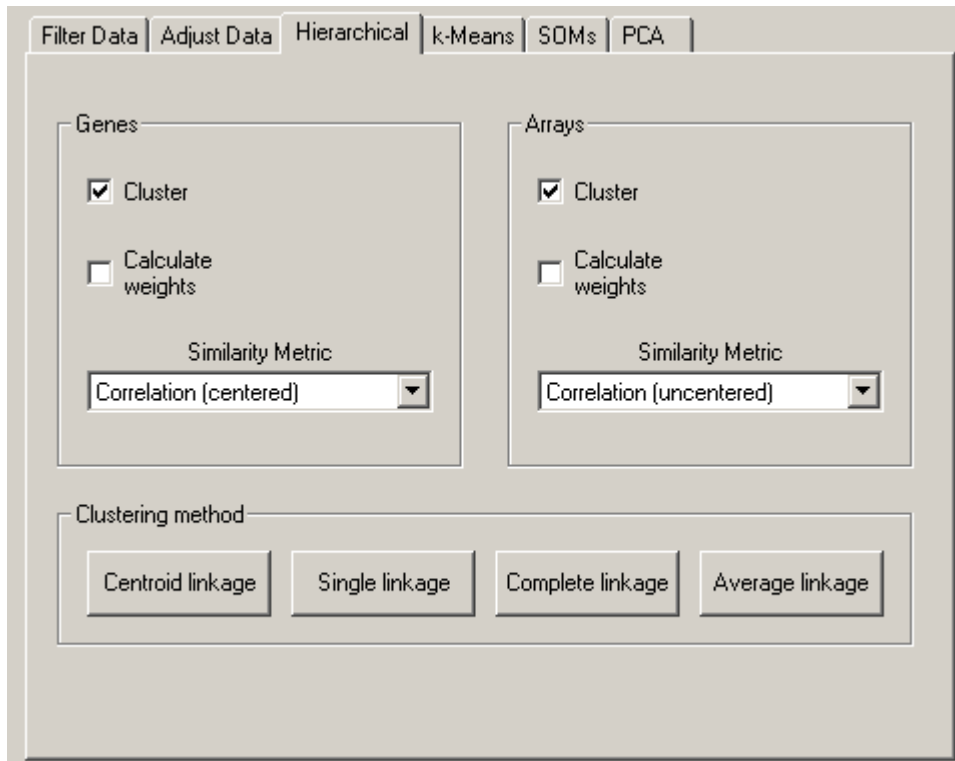 Filter Data Adjust Data Hierarchical k-Means SOMs PCA
Genes
Cluster
Calculate
weights
Similarity Metric
Correlation (centered)
Arrays
Cluster
Calculate
weights
Similarity Metric
Correlation (uncentered)
Clustering method
Centroid linkage Single linkage Complete linkage Average linkage